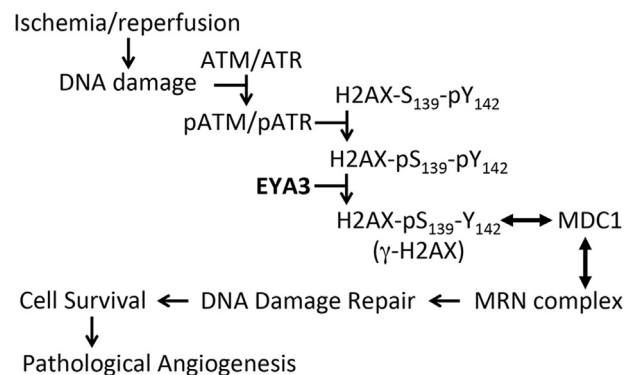 Ischemia/reperfusion
ATM/ATR
DNA damage
H2AX-S139-pY142
pATM/pATR
H2AX-pS139-pY142
EYA3
H2AX-pS139-Y142 MDC1
(γ-H2AX)
Cell Survival DNA Damage Repair MRN complex
Pathological Angiogenesis